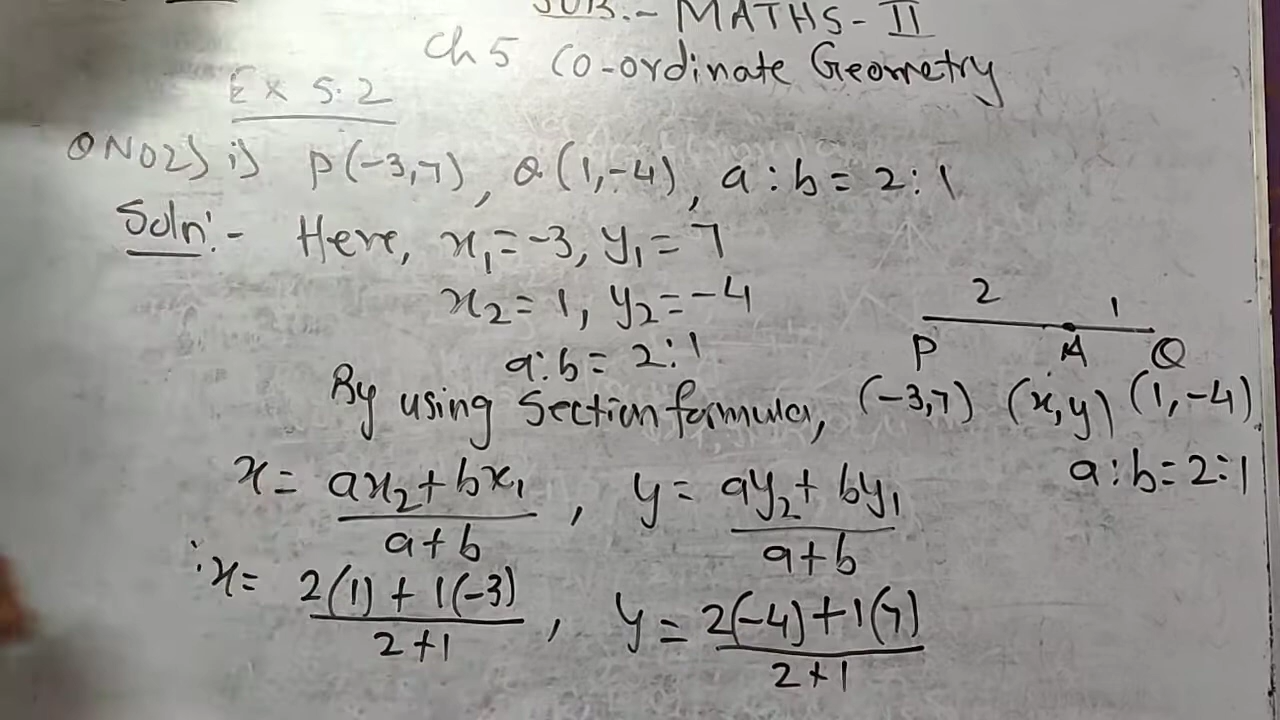 SUB.- MATHS-II
Ch 5 Co-ordinate Geometry
Ex 5.2
QNO2) i) P(-3,7), Q(1,-4), a:b = 2:1
Soln:- Here, x₁=-3, y₁=7
x₂=1, y₂=-4
a:b= 2:1
2 1
P A Q
(-3,7) (x,y) (1,-4)
a:b=2:1
By using Section formula,
x= ax₂+bx₁/a+b , y= ay₂+by₁/a+b
∴x= 2(1)+1(-3)/2+1 , y= 2(-4)+1(7)/2+1